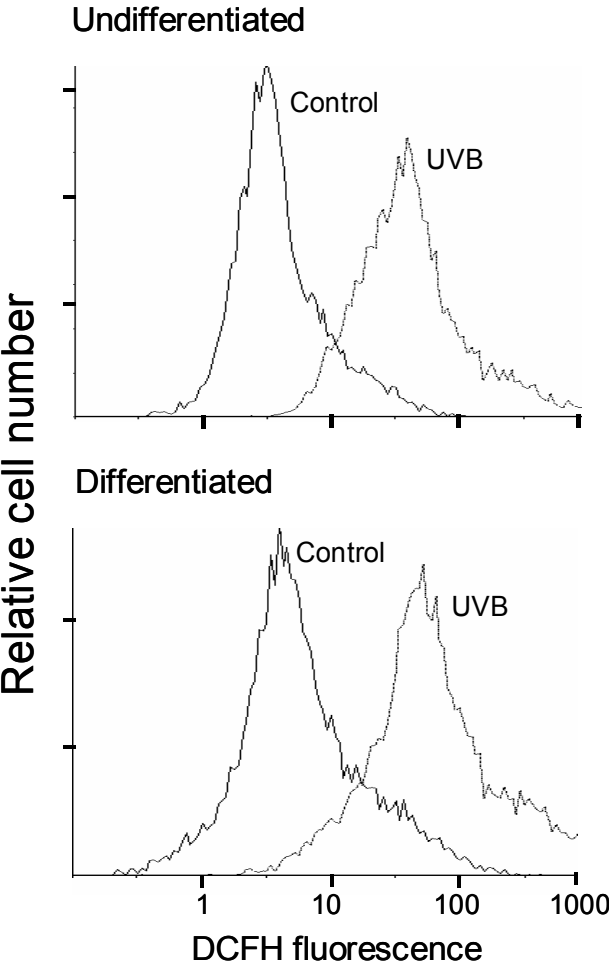 Undifferentiated
Control
UVB
Relative cell number
Differentiated
Control
UVB
1 10 100 1000
DCFH fluorescence